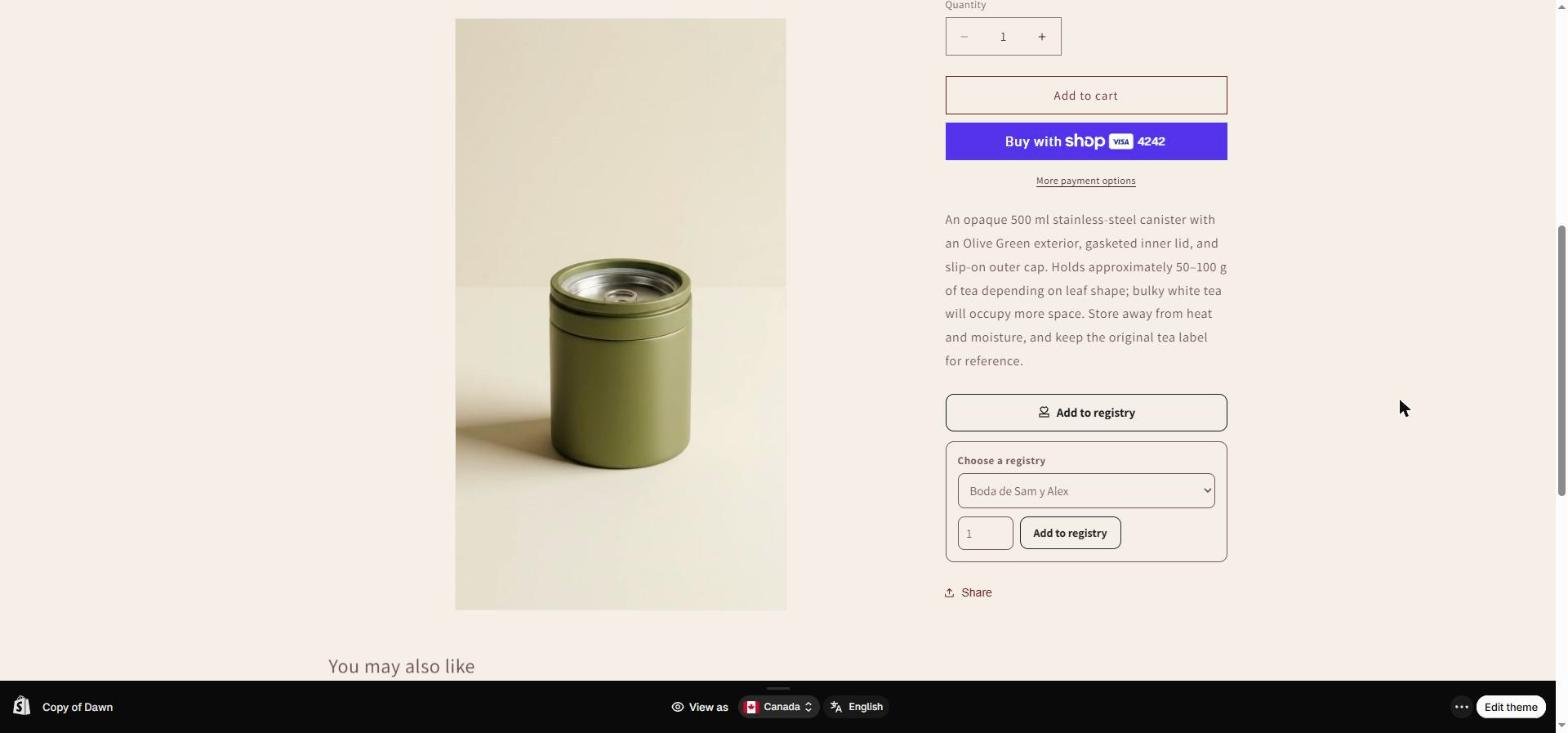 Quantity
− 1 +
Add to cart
Buy with shop VISA 4242
More payment options
An opaque 500 ml stainless-steel canister with
an Olive Green exterior, gasketed inner lid, and
slip-on outer cap. Holds approximately 50–100 g
of tea depending on leaf shape; bulky white tea
will occupy more space. Store away from heat
and moisture, and keep the original tea label
for reference.
Add to registry
Choose a registry
Boda de Sam y Alex
1 Add to registry
Share
You may also like
Copy of Dawn View as Canada English Edit theme